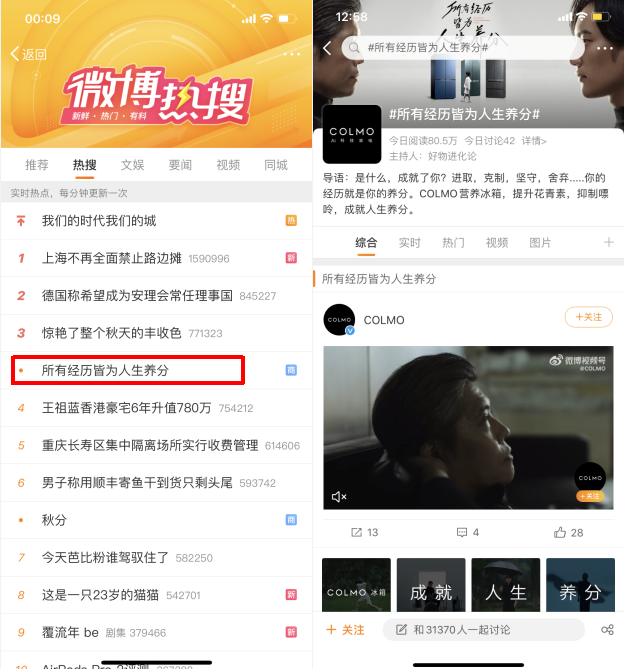 00:09
返回
微博热搜
新鲜·热门·有料
推荐 热搜 文娱 要闻 视频 同城
实时热点，每分钟更新一次
我们的时代我们的城 热
1 上海不再全面禁止路边摊 1590996 新
2 德国称希望成为安理会常任理事国 845227
3 惊艳了整个秋天的丰收色 771323
所有经历皆为人生养分 商
4 王祖蓝香港豪宅6年升值780万 754212
5 重庆长寿区集中隔离场所实行收费管理 614606
6 男子称用顺丰寄鱼干到货只剩头尾 593742
秋分 商
7 今天芭比粉谁驾驭住了 582250
8 这是一只23岁的猫猫 542701 新
9 覆流年 be 剧集 379466 新
12:58
所有经历
皆为
人生养分
#所有经历皆为人生养分#
COLMO
AI科技家电
#所有经历皆为人生养分#
今日阅读80.5万 今日讨论42 详情>
主持人：好物进化论
导语：是什么，成就了你？进取，克制，坚守，舍弃.....你的
经历就是你的养分。COLMO营养冰箱，提升花青素，抑制嘌
呤，成就人生养分。
综合 实时 热门 视频 图片
所有经历皆为人生养分
COLMO
COLMO
+关注
微博视频号
#COLMO
COLMO
+关注
13 4 28
COLMO 冰箱 成就 人生 养分
+ 关注 和31370人一起讨论